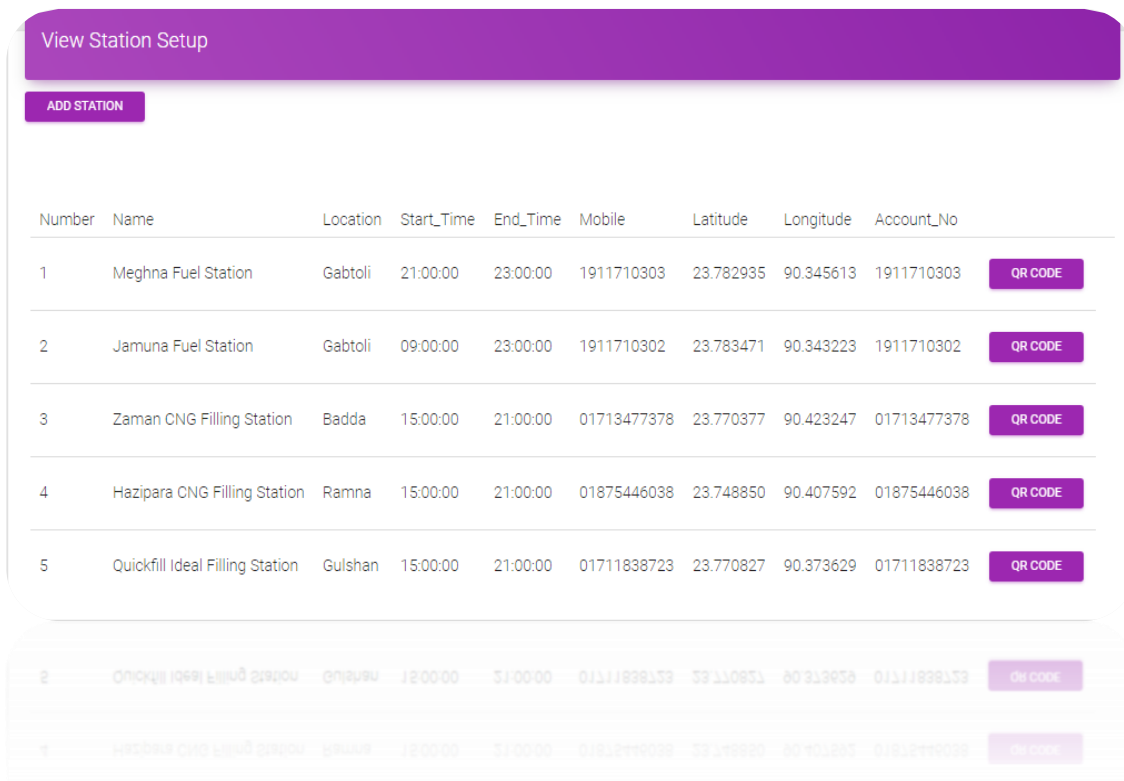 View Station Setup
ADD STATION
Number Name Location Start_Time End_Time Mobile Latitude Longitude Account_No
1 Meghna Fuel Station Gabtoli 21:00:00 23:00:00 1911710303 23.782935 90.345613 1911710303 QR CODE
2 Jamuna Fuel Station Gabtoli 09:00:00 23:00:00 1911710302 23.783471 90.343223 1911710302 QR CODE
3 Zaman CNG Filling Station Badda 15:00:00 21:00:00 01713477378 23.770377 90.423247 01713477378 QR CODE
4 Hazipara CNG Filling Station Ramna 15:00:00 21:00:00 01875446038 23.748850 90.407592 01875446038 QR CODE
5 Quickfill Ideal Filling Station Gulshan 15:00:00 21:00:00 01711838723 23.770827 90.373629 01711838723 QR CODE